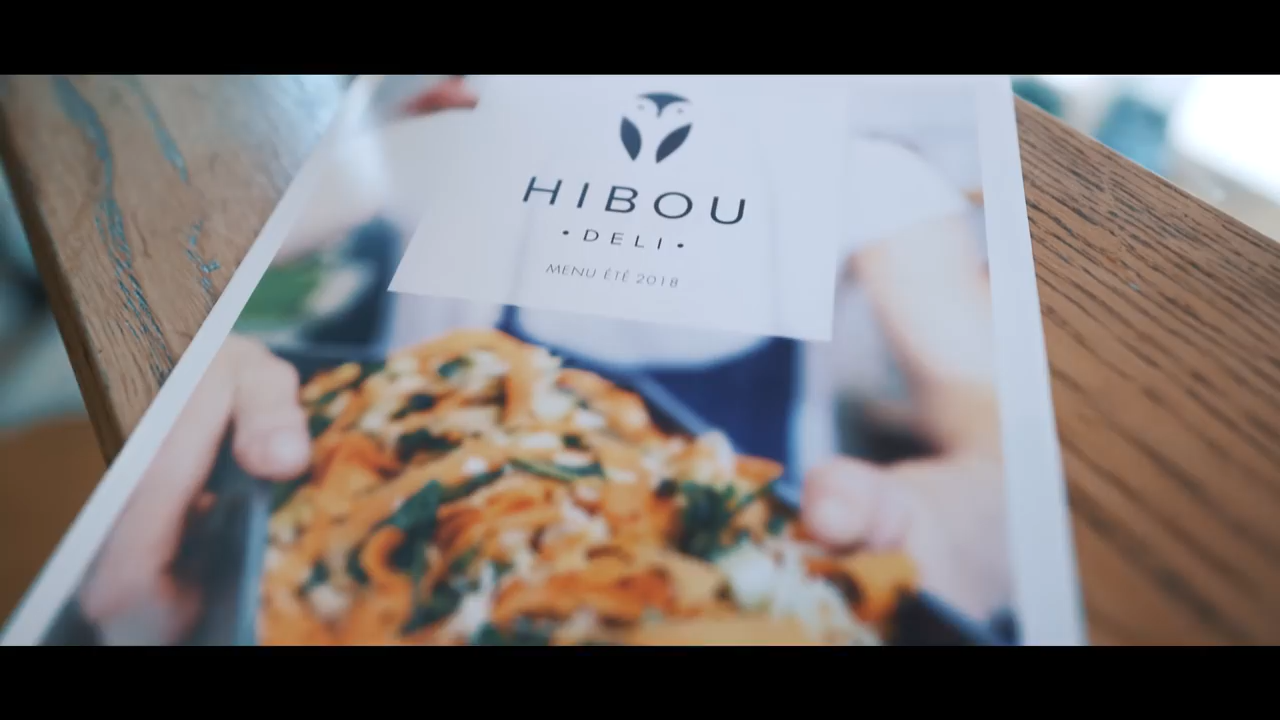 HIBOU
• DELI •
MENU ÉTÉ 2018